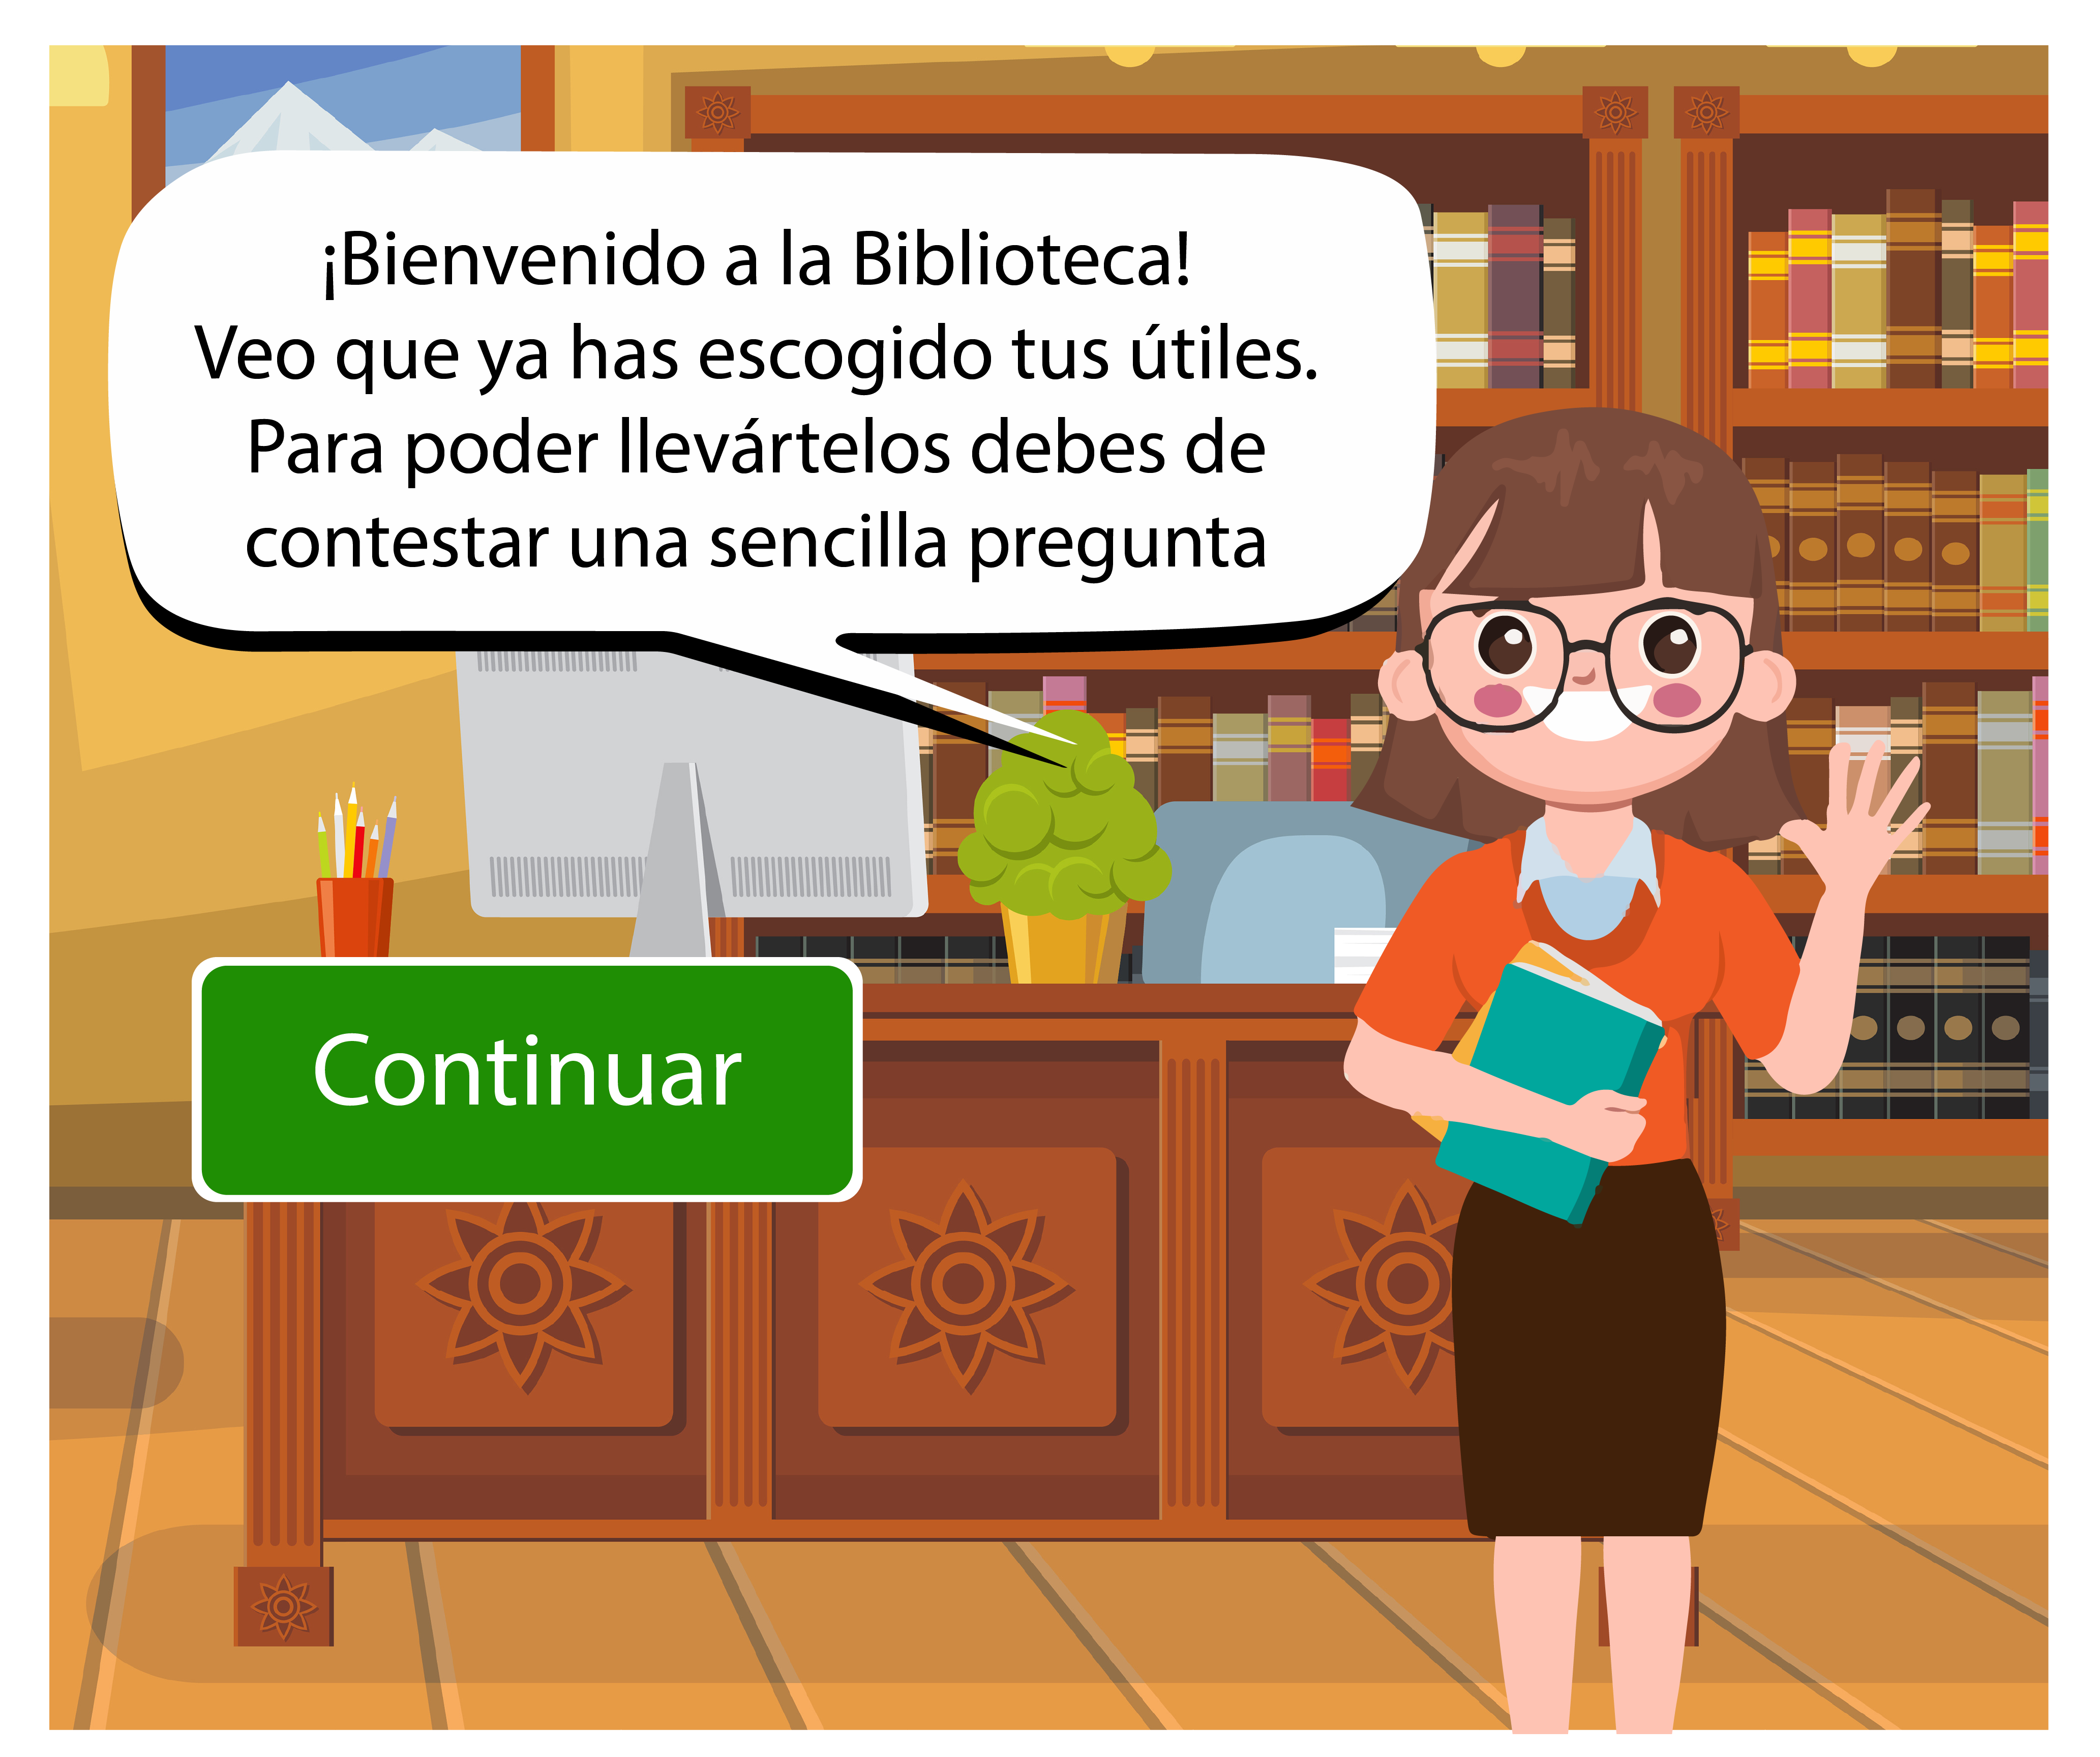 ¡Bienvenido a la Biblioteca!
Veo que ya has escogido tus útiles.
Para poder llevártelos debes de
contestar una sencilla pregunta
Continuar